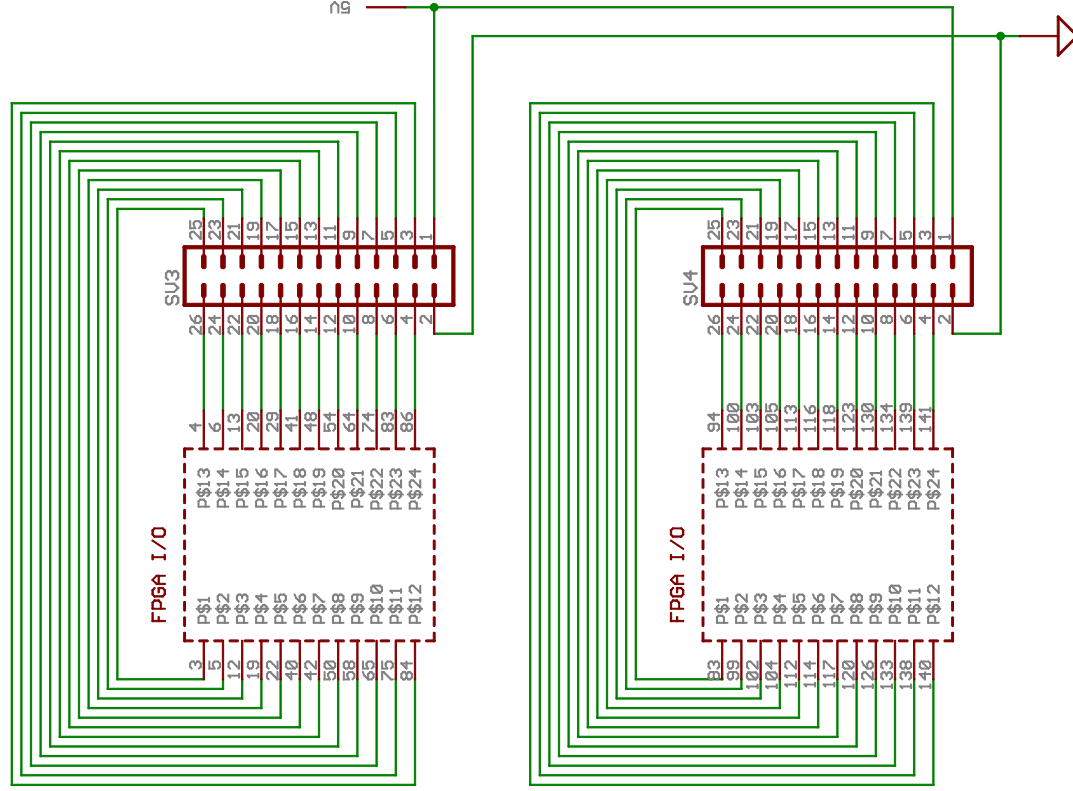 5V
25 23 21 19 17 15 13 11 9 7 5 3 1
25 23 21 19 17 15 13 11 9 7 5 3 1
SV3
SV4
26 24 22 20 18 16 14 12 10 8 6 4 2
26 24 22 20 18 16 14 12 10 8 6 4 2
4 6 13 20 29 41 48 54 64 74 83 86
94 100 103 105 113 116 118 123 130 134 139 141
P$13 P$14 P$15 P$16 P$17 P$18 P$19 P$20 P$21 P$22 P$23 P$24
P$13 P$14 P$15 P$16 P$17 P$18 P$19 P$20 P$21 P$22 P$23 P$24
FPGA I/O
FPGA I/O
P$1 P$2 P$3 P$4 P$5 P$6 P$7 P$8 P$9 P$10 P$11 P$12
P$1 P$2 P$3 P$4 P$5 P$6 P$7 P$8 P$9 P$10 P$11 P$12
3 5 12 19 22 40 42 50 58 65 75 84
93 99 102 104 112 114 117 120 126 133 138 140